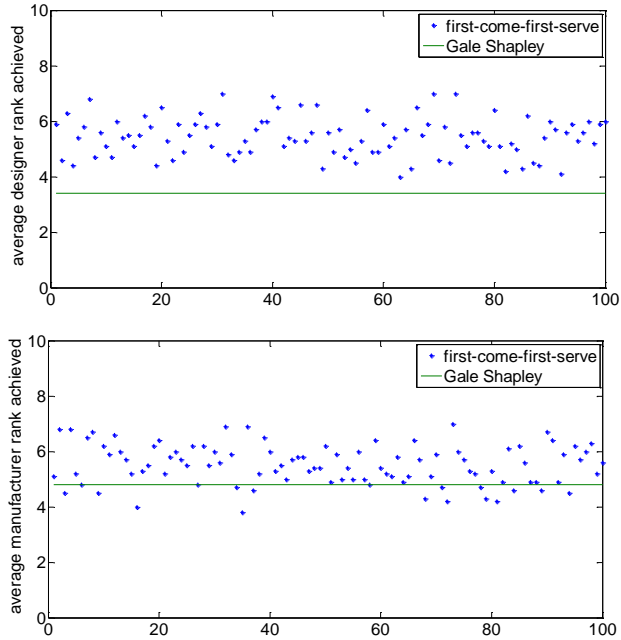 10
first-come-first-serve
Gale Shapley
8
6
4
2
0
average designer rank achieved
0 20 40 60 80 100
10
first-come-first-serve
Gale Shapley
8
6
4
2
0
average manufacturer rank achieved
0 20 40 60 80 100